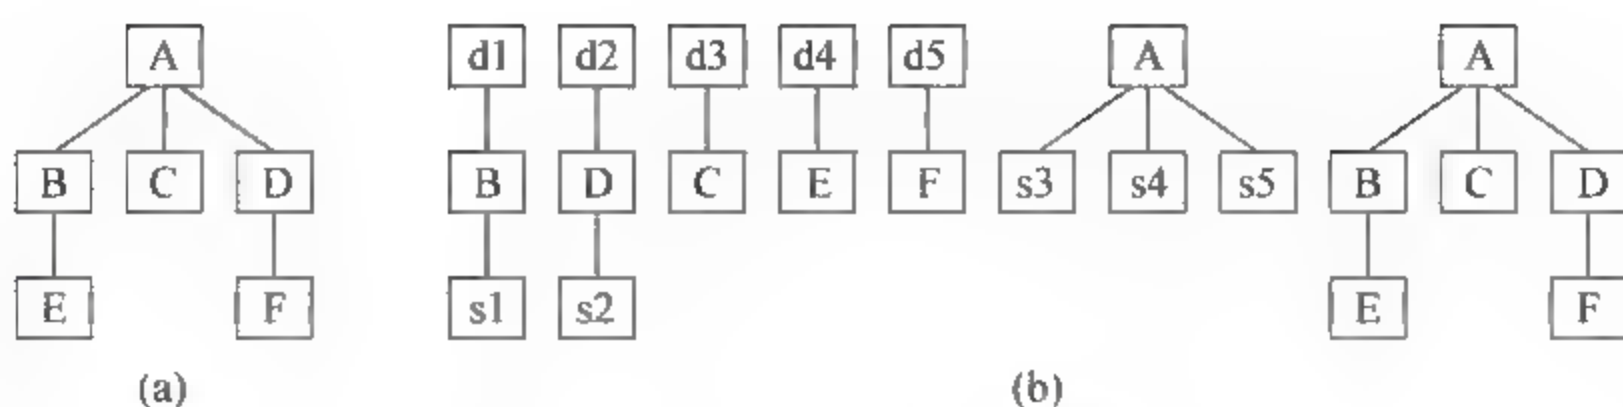 A d1 d2 d3 d4 d5 A A
B C D B D C E F s3 s4 s5 B C D
E F s1 s2 E F
(a) (b)